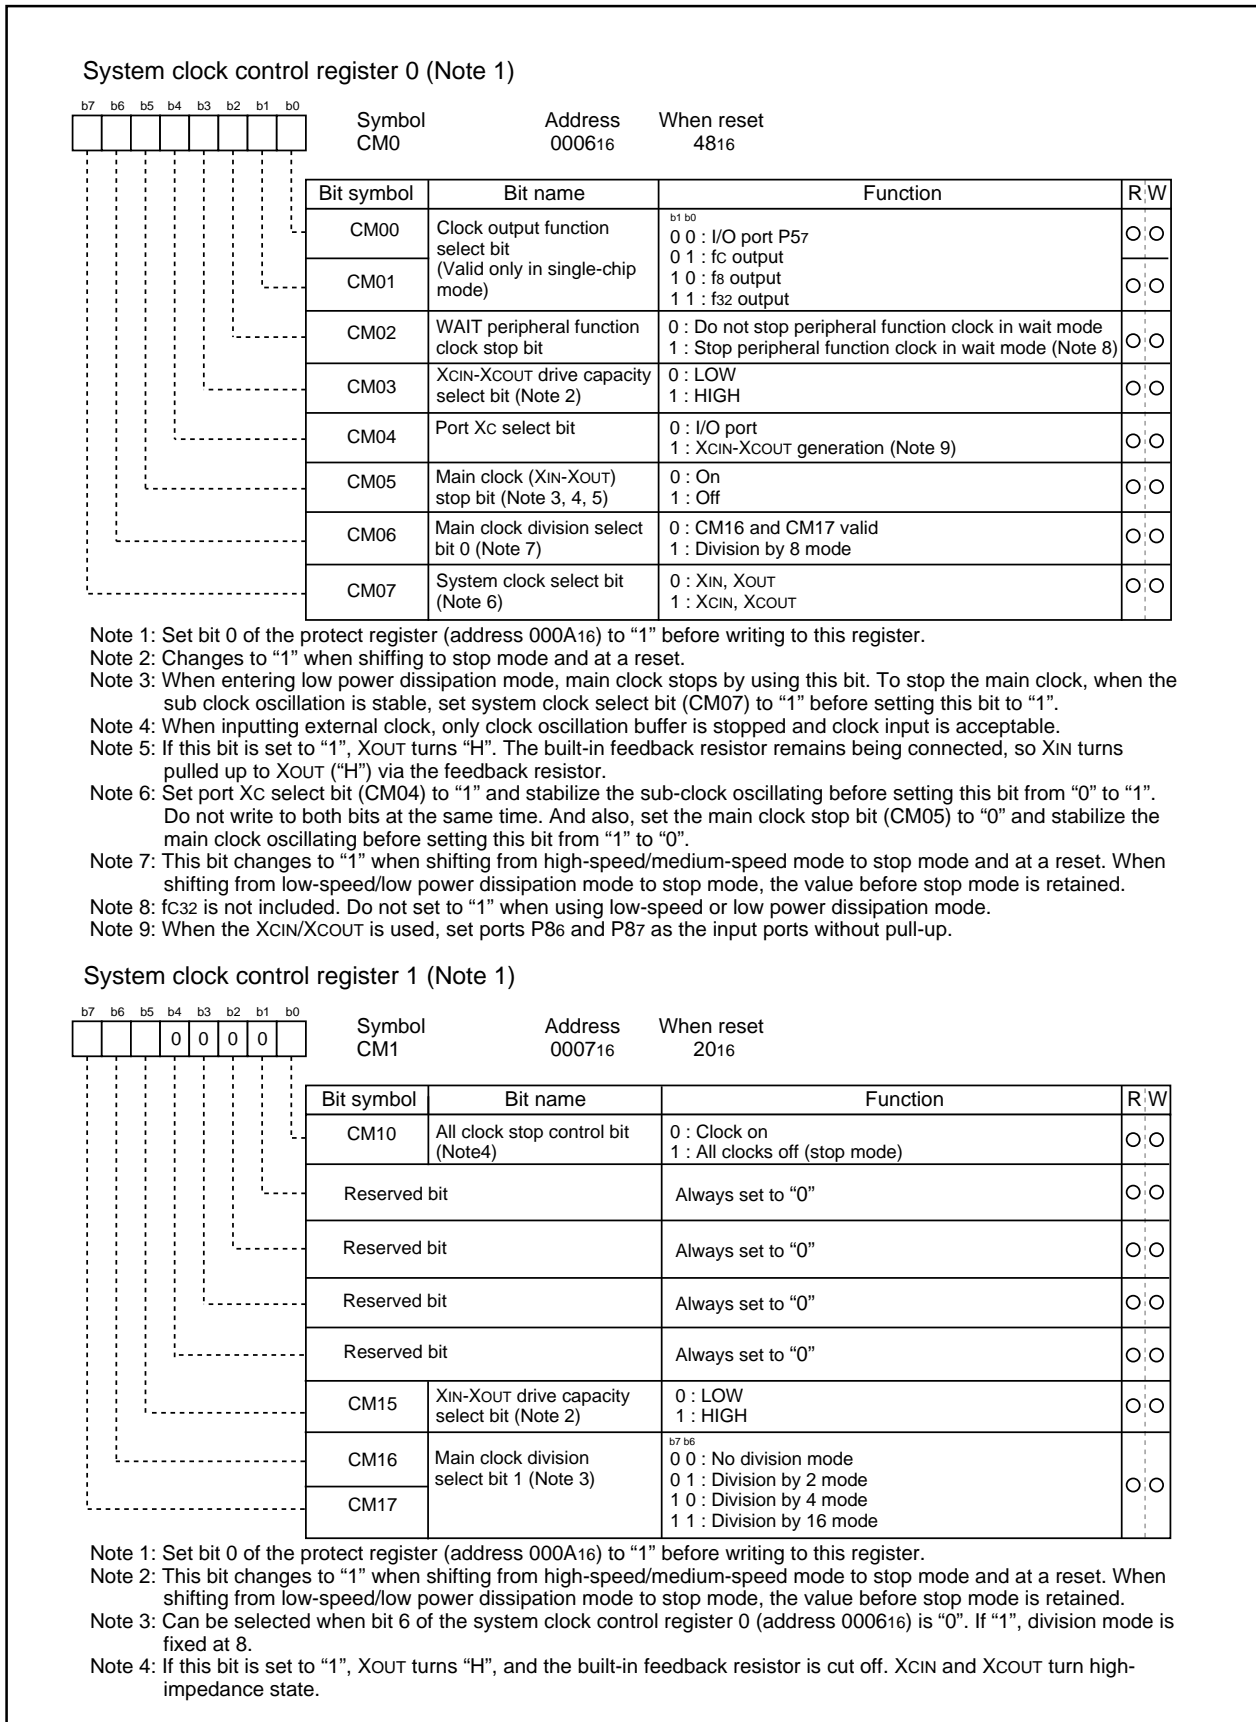 System clock control register 0 (Note 1)
b7 b6 b5 b4 b3 b2 b1 b0
Symbol Address When reset
CM0 000616 4816
Bit symbol Bit name Function R W
CM00 Clock output function select bit (Valid only in single-chip mode)
b1 b0
0 0 : I/O port P57
0 1 : fC output
1 0 : f8 output
1 1 : f32 output
CM01
CM02 WAIT peripheral function clock stop bit
0 : Do not stop peripheral function clock in wait mode
1 : Stop peripheral function clock in wait mode (Note 8)
CM03 XCIN-XCOUT drive capacity select bit (Note 2)
0 : LOW
1 : HIGH
CM04 Port XC select bit
0 : I/O port
1 : XCIN-XCOUT generation (Note 9)
CM05 Main clock (XIN-XOUT) stop bit (Note 3, 4, 5)
0 : On
1 : Off
CM06 Main clock division select bit 0 (Note 7)
0 : CM16 and CM17 valid
1 : Division by 8 mode
CM07 System clock select bit (Note 6)
0 : XIN, XOUT
1 : XCIN, XCOUT
Note 1: Set bit 0 of the protect register (address 000A16) to “1” before writing to this register.
Note 2: Changes to “1” when shiffing to stop mode and at a reset.
Note 3: When entering low power dissipation mode, main clock stops by using this bit. To stop the main clock, when the
sub clock oscillation is stable, set system clock select bit (CM07) to “1” before setting this bit to “1”.
Note 4: When inputting external clock, only clock oscillation buffer is stopped and clock input is acceptable.
Note 5: If this bit is set to “1”, XOUT turns “H”. The built-in feedback resistor remains being connected, so XIN turns
pulled up to XOUT (“H”) via the feedback resistor.
Note 6: Set port XC select bit (CM04) to “1” and stabilize the sub-clock oscillating before setting this bit from “0” to “1”.
Do not write to both bits at the same time. And also, set the main clock stop bit (CM05) to “0” and stabilize the
main clock oscillating before setting this bit from “1” to “0”.
Note 7: This bit changes to “1” when shifting from high-speed/medium-speed mode to stop mode and at a reset. When
shifting from low-speed/low power dissipation mode to stop mode, the value before stop mode is retained.
Note 8: fC32 is not included. Do not set to “1” when using low-speed or low power dissipation mode.
Note 9: When the XCIN/XCOUT is used, set ports P86 and P87 as the input ports without pull-up.
System clock control register 1 (Note 1)
b7 b6 b5 b4 b3 b2 b1 b0
0 0 0 0
Symbol Address When reset
CM1 000716 2016
Bit symbol Bit name Function R W
CM10 All clock stop control bit (Note4)
0 : Clock on
1 : All clocks off (stop mode)
Reserved bit Always set to “0”
Reserved bit Always set to “0”
Reserved bit Always set to “0”
Reserved bit Always set to “0”
CM15 XIN-XOUT drive capacity select bit (Note 2)
0 : LOW
1 : HIGH
CM16 Main clock division select bit 1 (Note 3)
b7 b6
0 0 : No division mode
0 1 : Division by 2 mode
1 0 : Division by 4 mode
1 1 : Division by 16 mode
CM17
Note 1: Set bit 0 of the protect register (address 000A16) to “1” before writing to this register.
Note 2: This bit changes to “1” when shifting from high-speed/medium-speed mode to stop mode and at a reset. When
shifting from low-speed/low power dissipation mode to stop mode, the value before stop mode is retained.
Note 3: Can be selected when bit 6 of the system clock control register 0 (address 000616) is “0”. If “1”, division mode is
fixed at 8.
Note 4: If this bit is set to “1”, XOUT turns “H”, and the built-in feedback resistor is cut off. XCIN and XCOUT turn high-
impedance state.